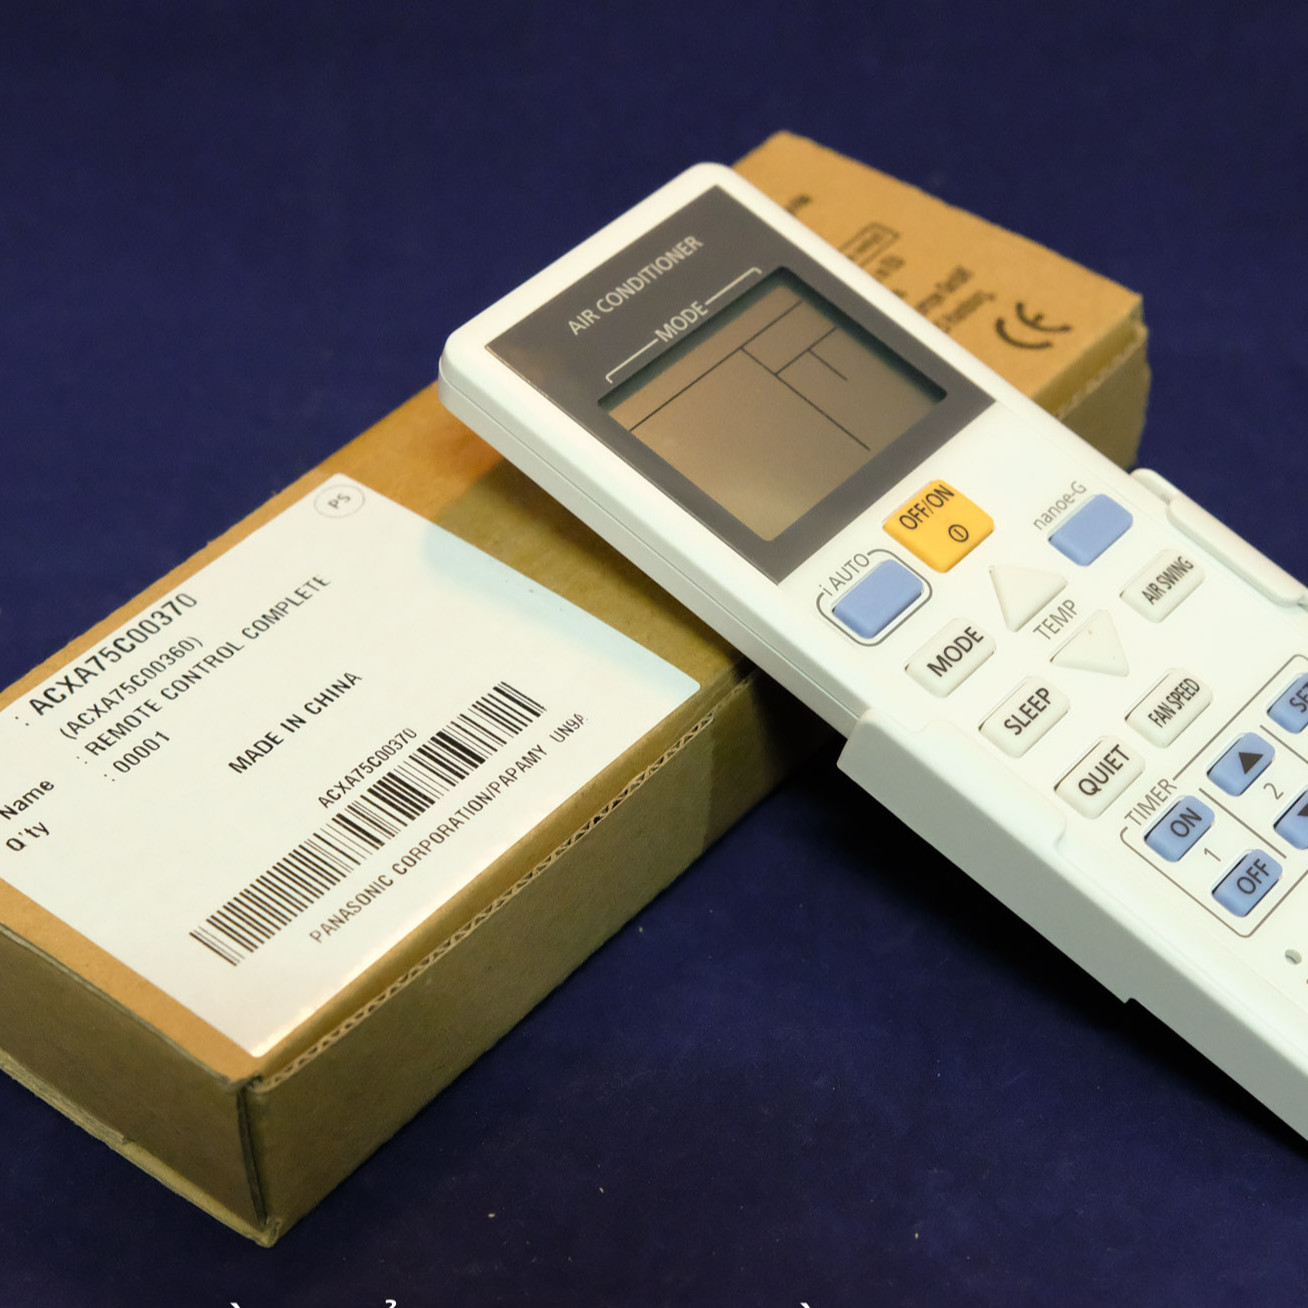 PS
: ACXA75C00370
(ACXA75C00360)
Name : REMOTE CONTROL COMPLETE
Q'ty : 00001
MADE IN CHINA
ACXA75C00370
PANASONIC CORPORATION/PAPAMY UN9A
CE
AIR CONDITIONER
MODE
OFF/ON
nanoe-G
i AUTO
TEMP
AIR SWING
MODE
SLEEP
FAN SPEED
QUIET
TIMER
ON
1
2
OFF